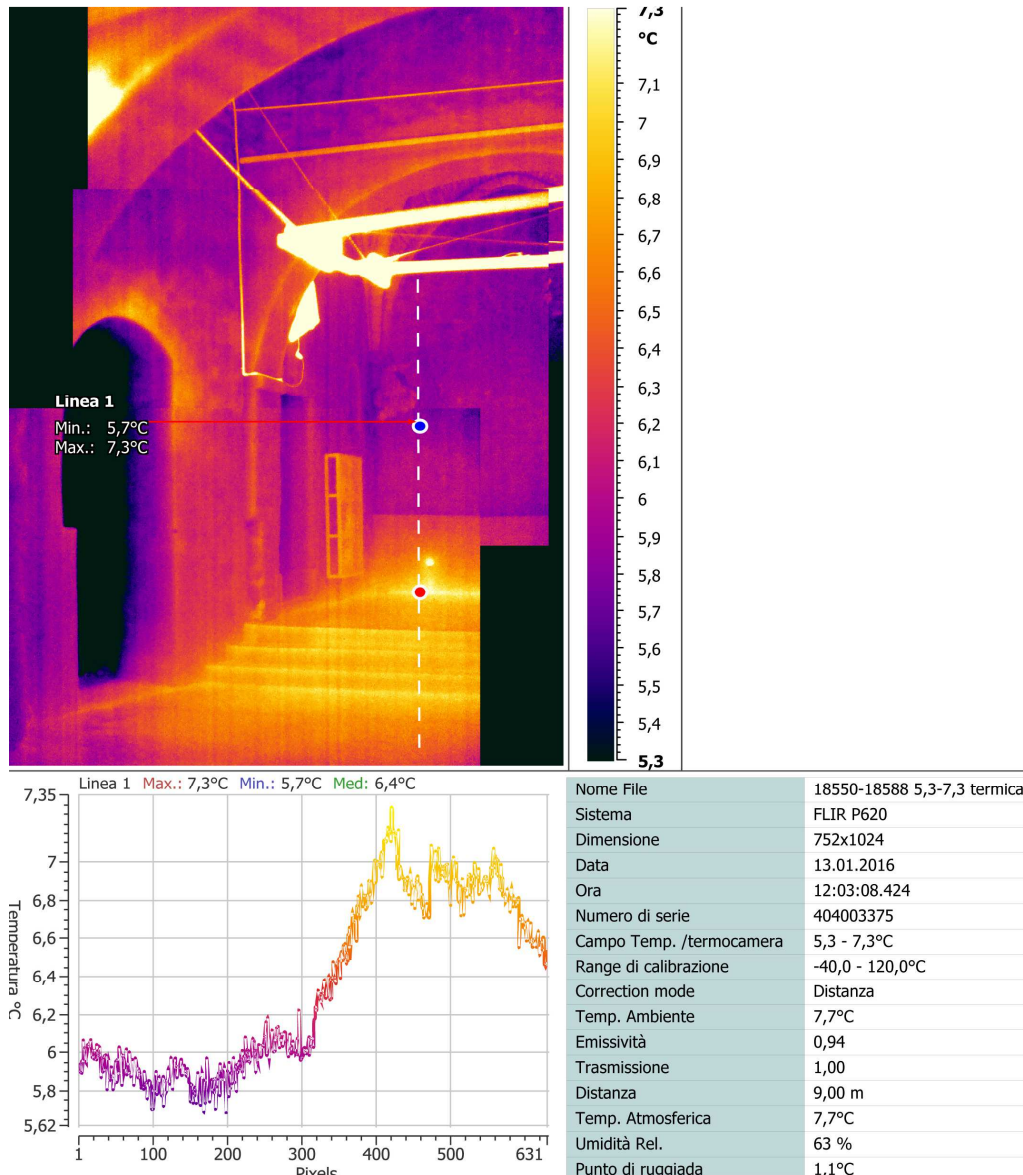 7,3
°C
7,1
7
6,9
6,8
6,7
6,6
6,5
6,4
6,3
6,2
6,1
6
5,9
5,8
5,7
5,6
5,5
5,4
5,3
Linea 1
Min.: 5,7°C
Max.: 7,3°C
Linea 1 Max.: 7,3°C Min.: 5,7°C Med: 6,4°C
7,35
7
6,8
6,6
6,4
6,2
6
5,8
5,62
Temperatura °C
1 100 200 300 400 500 631
Pixels
Nome File 18550-18588 5,3-7,3 termica
Sistema FLIR P620
Dimensione 752x1024
Data 13.01.2016
Ora 12:03:08.424
Numero di serie 404003375
Campo Temp. /termocamera 5,3 - 7,3°C
Range di calibrazione -40,0 - 120,0°C
Correction mode Distanza
Temp. Ambiente 7,7°C
Emissività 0,94
Trasmissione 1,00
Distanza 9,00 m
Temp. Atmosferica 7,7°C
Umidità Rel. 63 %
Punto di rugiada 1,1°C